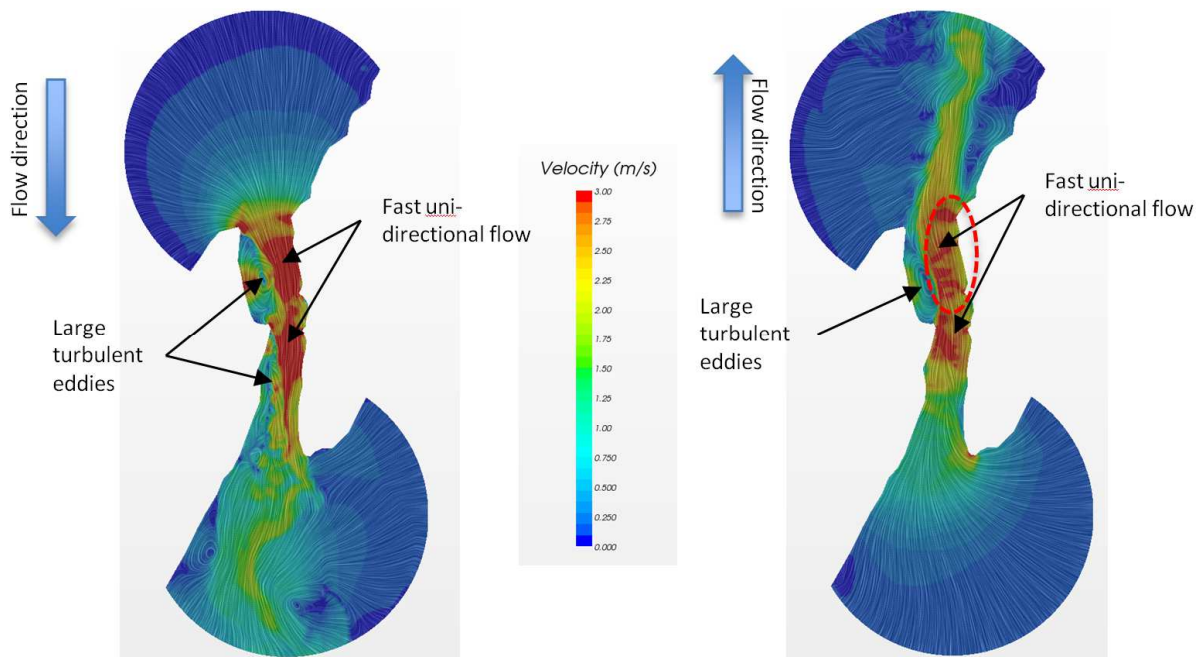 Flow direction
Fast uni-
directional flow
Large
turbulent
eddies
Velocity (m/s)
3.00
2.75
2.50
2.25
2.00
1.75
1.50
1.25
1.00
0.750
0.500
0.250
0.000
Flow direction
Fast uni-
directional flow
Large
turbulent
eddies